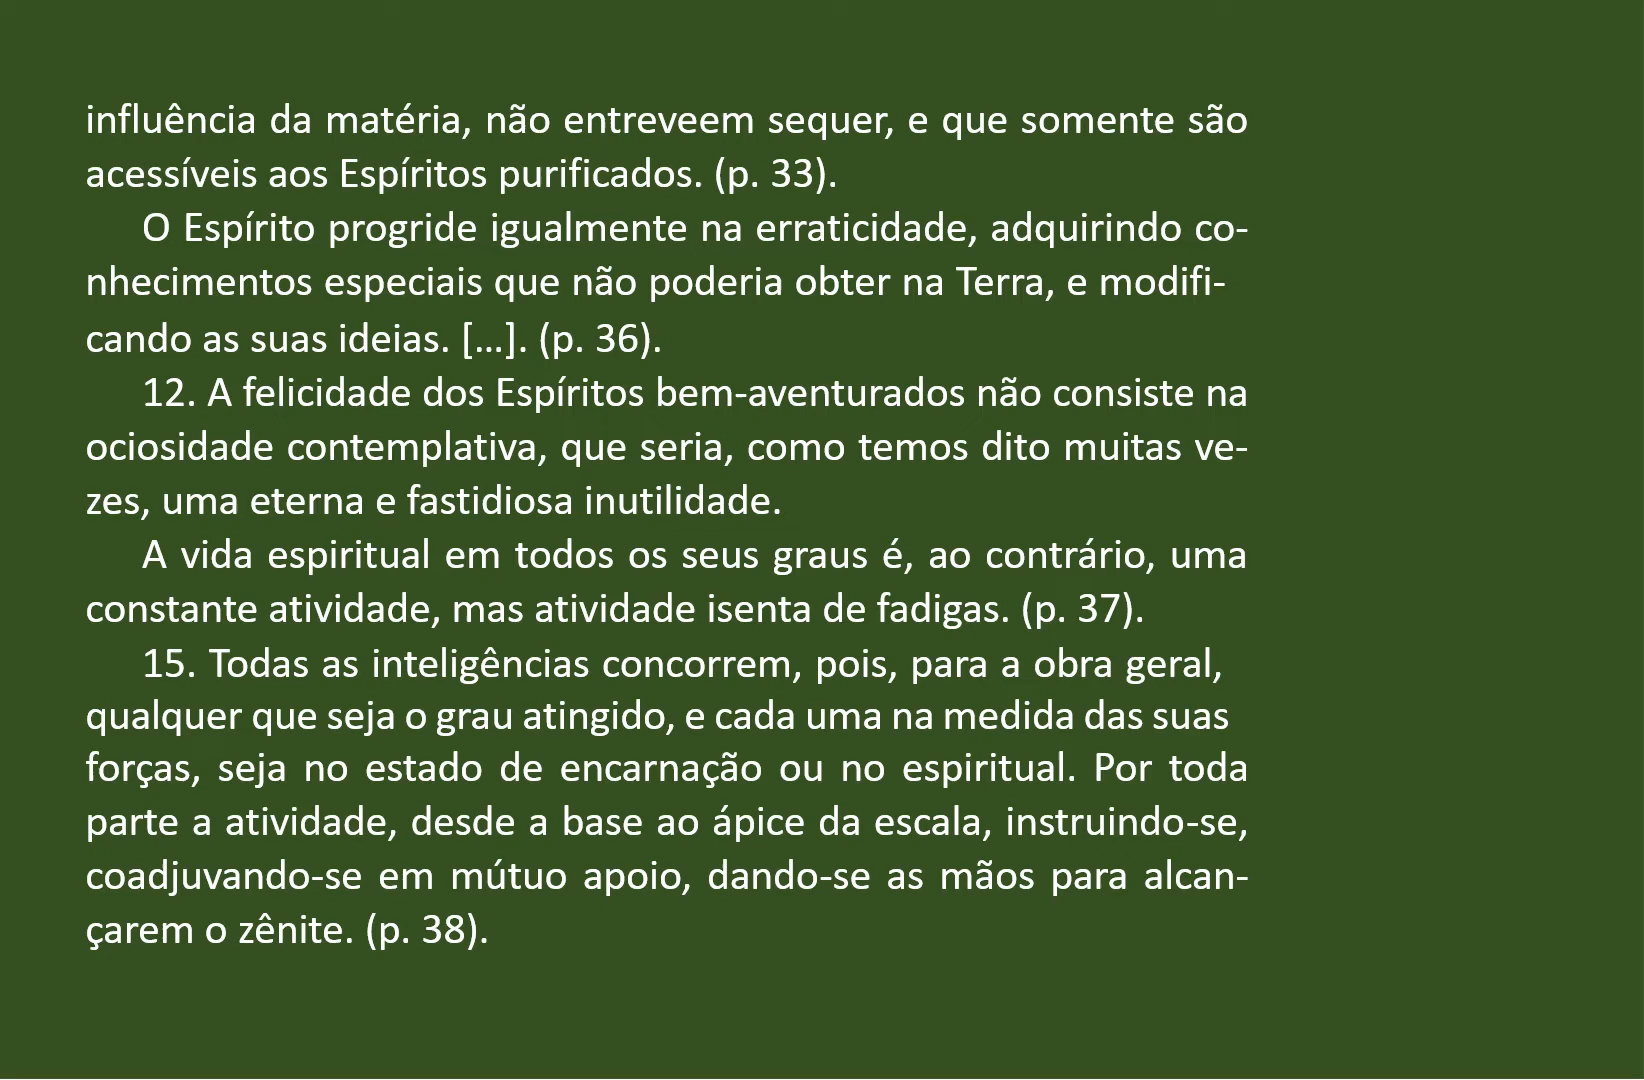 influência da matéria, não entreveem sequer, e que somente são
acessíveis aos Espíritos purificados. (p. 33).
O Espírito progride igualmente na erraticidade, adquirindo co-
nhecimentos especiais que não poderia obter na Terra, e modifi-
cando as suas ideias. [...]. (p. 36).
12. A felicidade dos Espíritos bem-aventurados não consiste na
ociosidade contemplativa, que seria, como temos dito muitas ve-
zes, uma eterna e fastidiosa inutilidade.
A vida espiritual em todos os seus graus é, ao contrário, uma
constante atividade, mas atividade isenta de fadigas. (p. 37).
15. Todas as inteligências concorrem, pois, para a obra geral,
qualquer que seja o grau atingido, e cada uma na medida das suas
forças, seja no estado de encarnação ou no espiritual. Por toda
parte a atividade, desde a base ao ápice da escala, instruindo-se,
coadjuvando-se em mútuo apoio, dando-se as mãos para alcan-
çarem o zênite. (p. 38).